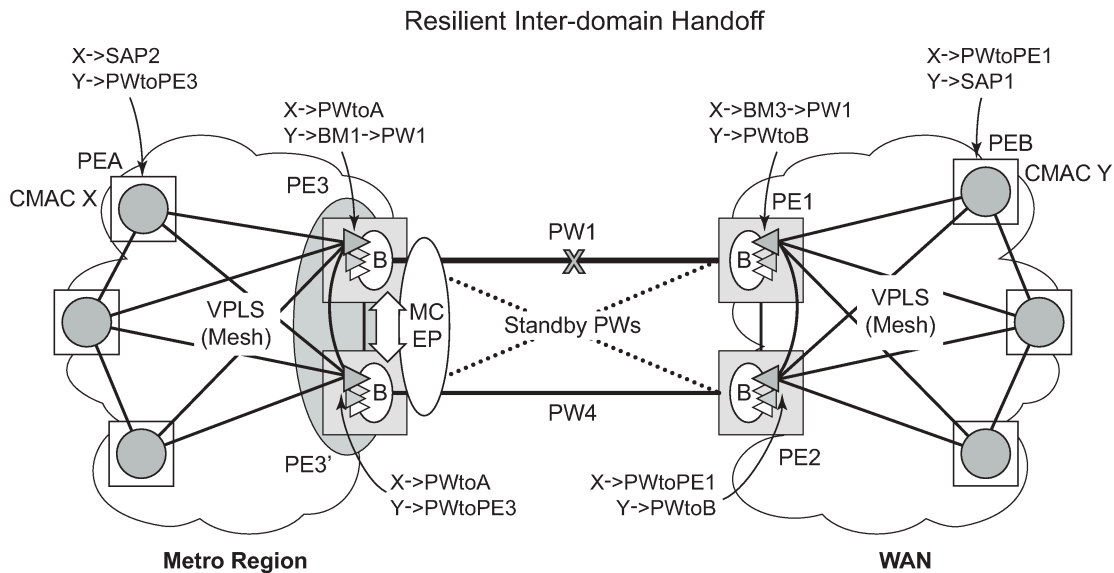 Resilient Inter-domain Handoff
X->SAP2
Y->PWtoPE3
X->PWtoPE1
Y->SAP1
X->PWtoA
Y->BM1->PW1
X->BM3->PW1
Y->PWtoB
PEA
PEB
CMAC X
CMAC Y
PE3
PE1
PW1
B
B
VPLS
(Mesh)
MC
EP
Standby PWs
VPLS
(Mesh)
B
B
PW4
PE3’
PE2
X->PWtoA
Y->PWtoPE3
X->PWtoPE1
Y->PWtoB
Metro Region
WAN